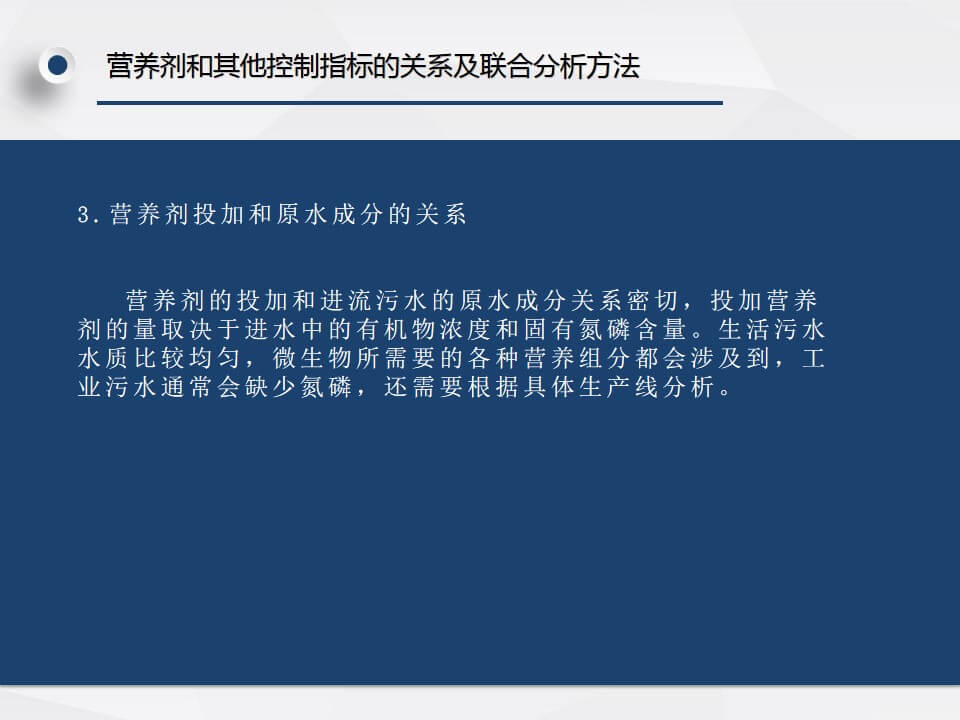 营养剂和其他控制指标的关系及联合分析方法
3.营养剂投加和原水成分的关系
营养剂的投加和进流污水的原水成分关系密切，投加营养
剂的量取决于进水中的有机物浓度和固有氮磷含量。生活污水
水质比较均匀，微生物所需要的各种营养组分都会涉及到，工
业污水通常会缺少氮磷，还需要根据具体生产线分析。